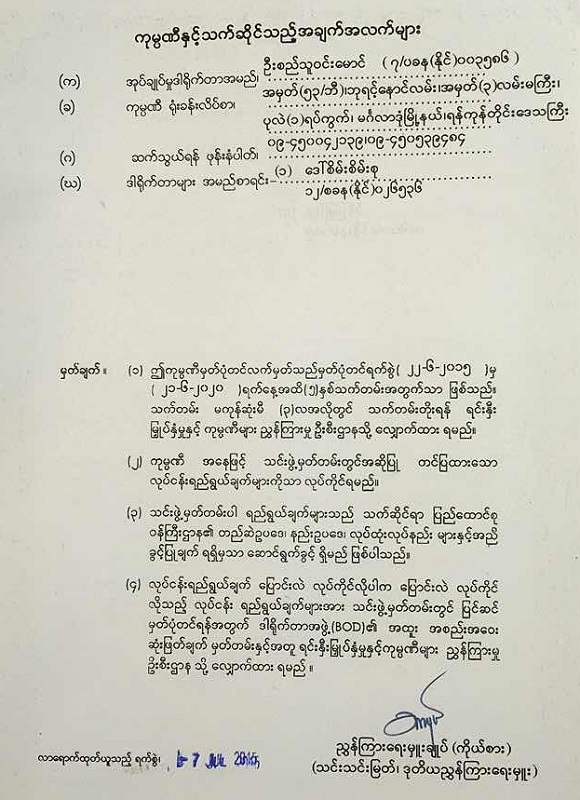 ကုမ္ပဏီနှင့်သက်ဆိုင်သည့်အချက်အလက်များ
(က) အုပ်ချုပ်မှုဒါရိုက်တာအမည်၊ ဦးစည်သူဝင်းမောင် (၇/ပခန(နိုင်)၀၀၃၅၈၆ )
(ခ) ကုမ္ပဏီ ရုံးခန်းလိပ်စာ၊ အမှတ်(၅၃/ဘီ)၊ဘုရင့်နောင်လမ်း၊အမှတ်(၃)လမ်းမကြီး၊
ပုလဲ(၁)ရပ်ကွက်၊ မင်္ဂလာဒုံမြို့နယ်၊ရန်ကုန်တိုင်းဒေသကြီး
(ဂ) ဆက်သွယ်ရန် ဖုန်းနံပါတ်၊ ၀၉-၄၅၀၀၄၂၁၃၉၊၀၉-၄၅၀၅၃၉၄၈၄
(ဃ) ဒါရိုက်တာများ အမည်စာရင်း- (၁) ဒေါ်စိမ်းစိမ်းစု
၁၂/စခန(နိုင်)၀၂၆၅၃၆
မှတ်ချက်။ (၁) ဤကုမ္ပဏီမှတ်ပုံတင်လက်မှတ်သည်မှတ်ပုံတင်ရက်စွဲ( ၂၂-၆-၂၀၁၅ )မှ
( ၂၁-၆-၂၀၂၀ )ရက်နေ့အထိ(၅)နှစ်သက်တမ်းအတွက်သာ ဖြစ်သည်။
သက်တမ်း မကုန်ဆုံးမီ (၃)လအလိုတွင် သက်တမ်းတိုးရန် ရင်းနှီး
မြှုပ်နှံမှုနှင့် ကုမ္ပဏီများ ညွှန်ကြားမှု ဦးစီးဌာနသို့ လျှောက်ထား ရမည်။
(၂) ကုမ္ပဏီ အနေဖြင့် သင်းဖွဲ့မှတ်တမ်းတွင်အဆိုပြု တင်ပြထားသော
လုပ်ငန်းရည်ရွယ်ချက်များကိုသာ လုပ်ကိုင်ရမည်။
(၃) သင်းဖွဲ့မှတ်တမ်းပါ ရည်ရွယ်ချက်များသည် သက်ဆိုင်ရာ ပြည်ထောင်စု
ဝန်ကြီးဌာန၏ တည်ဆဲဥပဒေ၊ နည်းဥပဒေ၊ လုပ်ထုံးလုပ်နည်း များနှင့်အညီ
ခွင့်ပြုချက် ရရှိမှသာ ဆောင်ရွက်ခွင့် ရှိမည် ဖြစ်ပါသည်။
(၄) လုပ်ငန်းရည်ရွယ်ချက် ပြောင်းလဲ လုပ်ကိုင်လိုပါက ပြောင်းလဲ လုပ်ကိုင်
လိုသည့် လုပ်ငန်း ရည်ရွယ်ချက်များအား သင်းဖွဲ့မှတ်တမ်းတွင် ပြင်ဆင်
မှတ်ပုံတင်ရန်အတွက် ဒါရိုက်တာအဖွဲ့(BOD)၏ အထူး အစည်းအဝေး
ဆုံးဖြတ်ချက် မှတ်တမ်းနှင့်အတူ ရင်းနှီးမြှုပ်နှံမှုနှင့်ကုမ္ပဏီများ ညွှန်ကြားမှု
ဦးစီးဌာန သို့ လျှောက်ထား ရမည် ။
ညွှန်ကြားရေးမှူးချုပ် (ကိုယ်စား)
လာရောက်ထုတ်ယူသည့် ရက်စွဲ၊ 7 JUL 2015
(သင်းသင်းမြတ်၊ ဒုတိယညွှန်ကြားရေးမှူး)